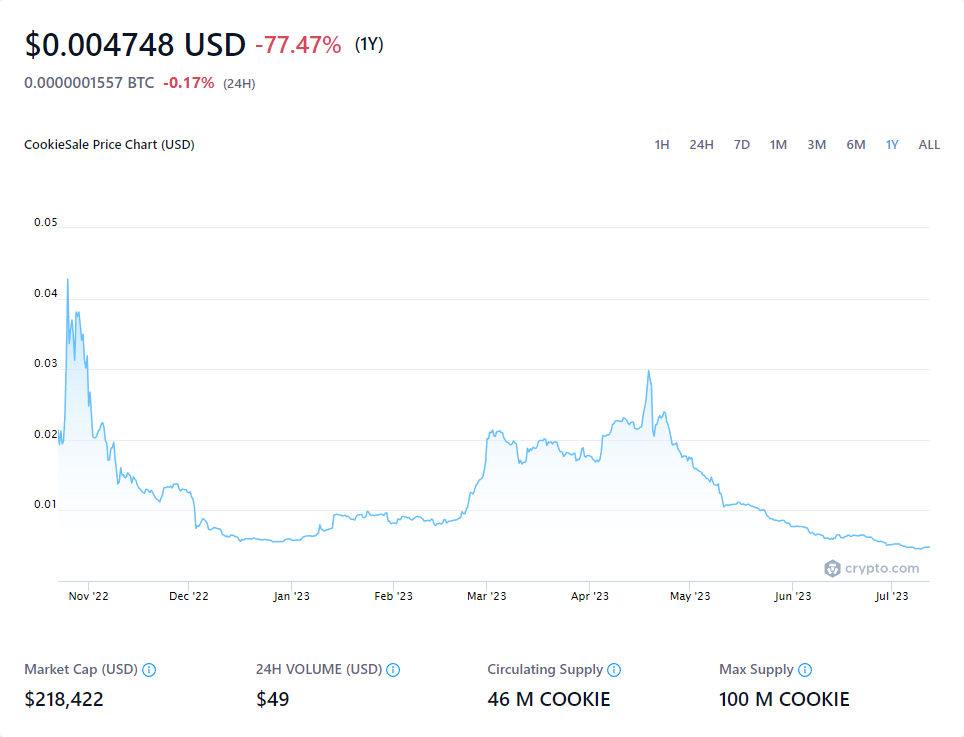 $0.004748 USD -77.47% (1Y)
0.0000001557 BTC -0.17% (24H)
CookieSale Price Chart (USD) 1H 24H 7D 1M 3M 6M 1Y ALL
0.05
0.04
0.03
0.02
0.01
crypto.com
Nov '22 Dec '22 Jan '23 Feb '23 Mar '23 Apr '23 May '23 Jun '23 Jul '23
Market Cap (USD) 24H VOLUME (USD) Circulating Supply Max Supply
$218,422 $49 46 M COOKIE 100 M COOKIE